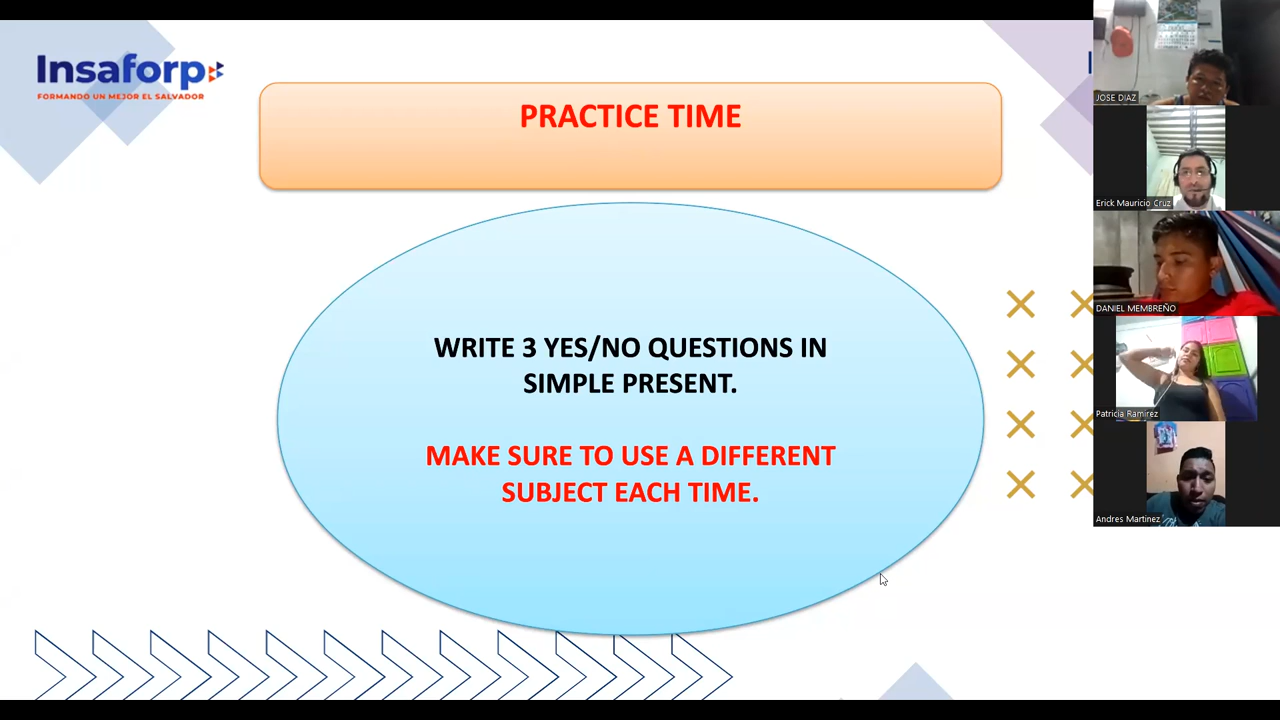 Insaforp
FORMANDO UN MEJOR EL SALVADOR
PRACTICE TIME
WRITE 3 YES/NO QUESTIONS IN
SIMPLE PRESENT.
MAKE SURE TO USE A DIFFERENT
SUBJECT EACH TIME.
JOSE DIAZ
Erick Mauricio Cruz
DANIEL MEMBREÑO
Patricia Ramirez
Andres Martinez